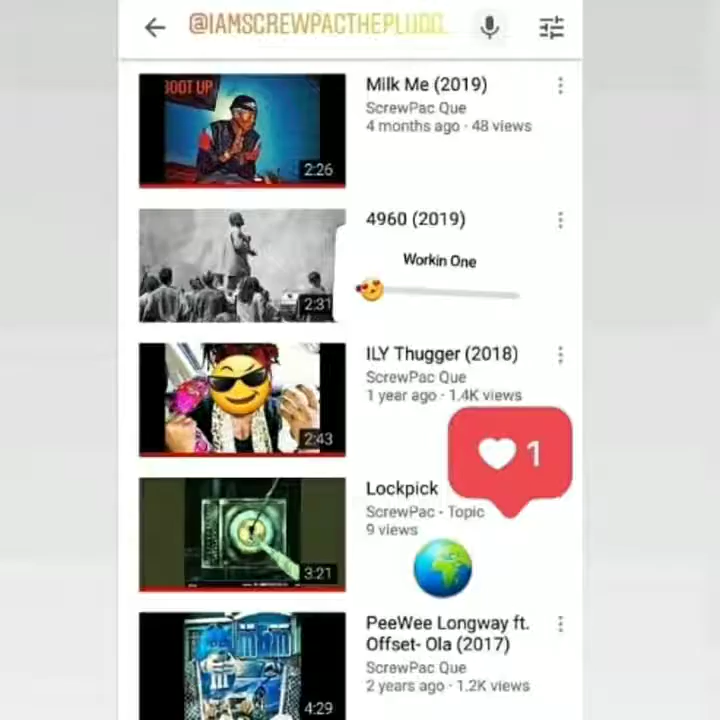 @IAMSCREWPACTHEPLUGG
BOOT UP
2:26
Milk Me (2019)
ScrewPac Que
4 months ago · 48 views
2:31
4960 (2019)
Workin One
2:43
ILY Thugger (2018)
ScrewPac Que
1 year ago · 1.4K views
1
3:21
Lockpick
ScrewPac - Topic
9 views
4:29
PeeWee Longway ft.
Offset- Ola (2017)
ScrewPac Que
2 years ago · 1.2K views